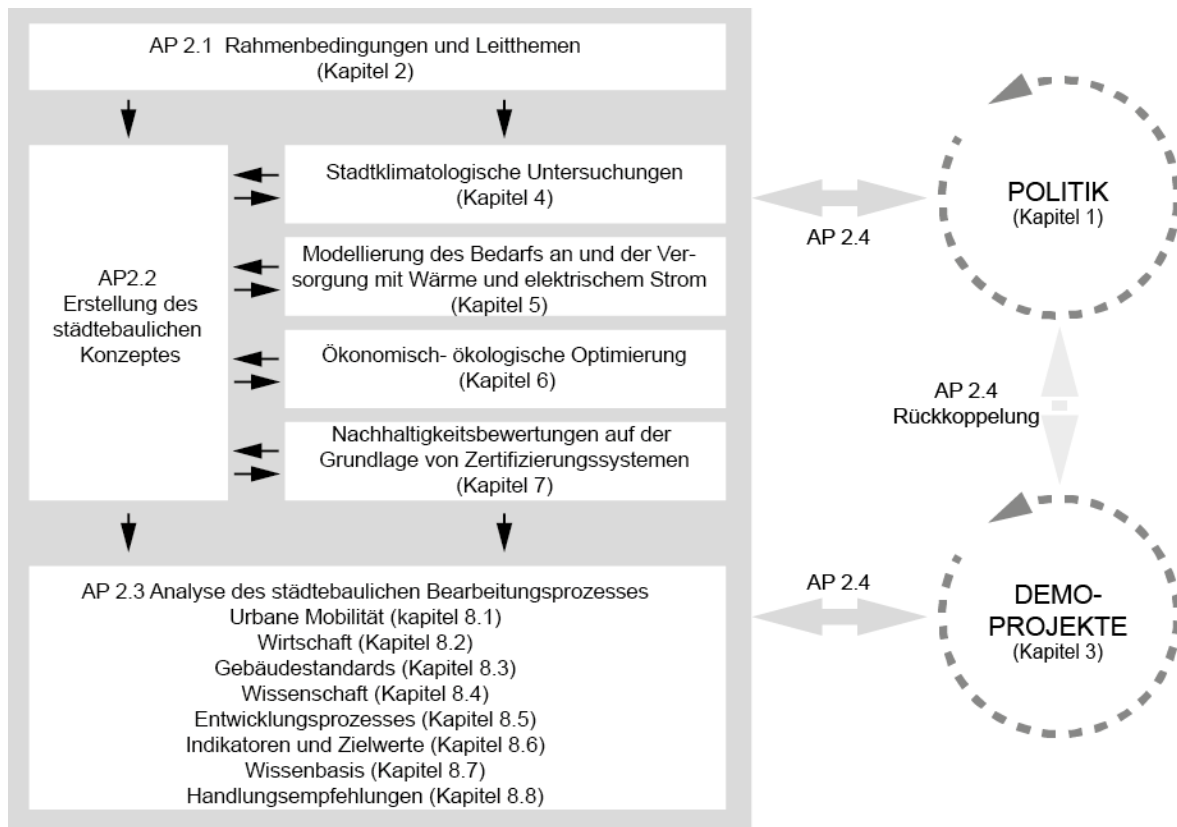 AP 2.1 Rahmenbedingungen und Leitthemen
(Kapitel 2)
AP2.2
Erstellung des
städtebaulichen
Konzeptes
Stadtklimatologische Untersuchungen
(Kapitel 4)
Modellierung des Bedarfs an und der Ver-
sorgung mit Wärme und elektrischem Strom
(Kapitel 5)
Ökonomisch- ökologische Optimierung
(Kapitel 6)
Nachhaltigkeitsbewertungen auf der
Grundlage von Zertifizierungssystemen
(Kapitel 7)
AP 2.3 Analyse des städtebaulichen Bearbeitungsprozesses
Urbane Mobilität (kapitel 8.1)
Wirtschaft (Kapitel 8.2)
Gebäudestandards (Kapitel 8.3)
Wissenschaft (Kapitel 8.4)
Entwicklungsprozesses (Kapitel 8.5)
Indikatoren und Zielwerte (Kapitel 8.6)
Wissenbasis (Kapitel 8.7)
Handlungsempfehlungen (Kapitel 8.8)
AP 2.4
POLITIK
(Kapitel 1)
AP 2.4
Rückkoppelung
AP 2.4
DEMO-
PROJEKTE
(Kapitel 3)